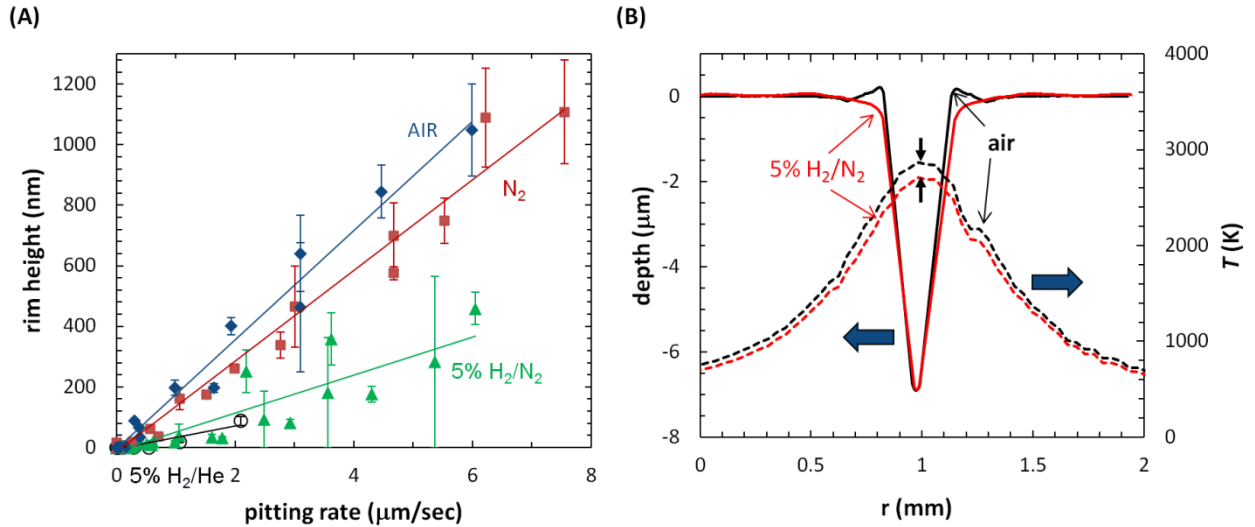 (A)
rim height (nm)
1200
1000
800
600
400
200
0
AIR
N2
5% H2/N2
5% H2/He
0
2
4
6
8
pitting rate (μm/sec)
(B)
depth (μm)
0
-2
-4
-6
-8
5% H2/N2
air
4000
3000
2000
1000
0
T (K)
0
0.5
1
1.5
2
r (mm)